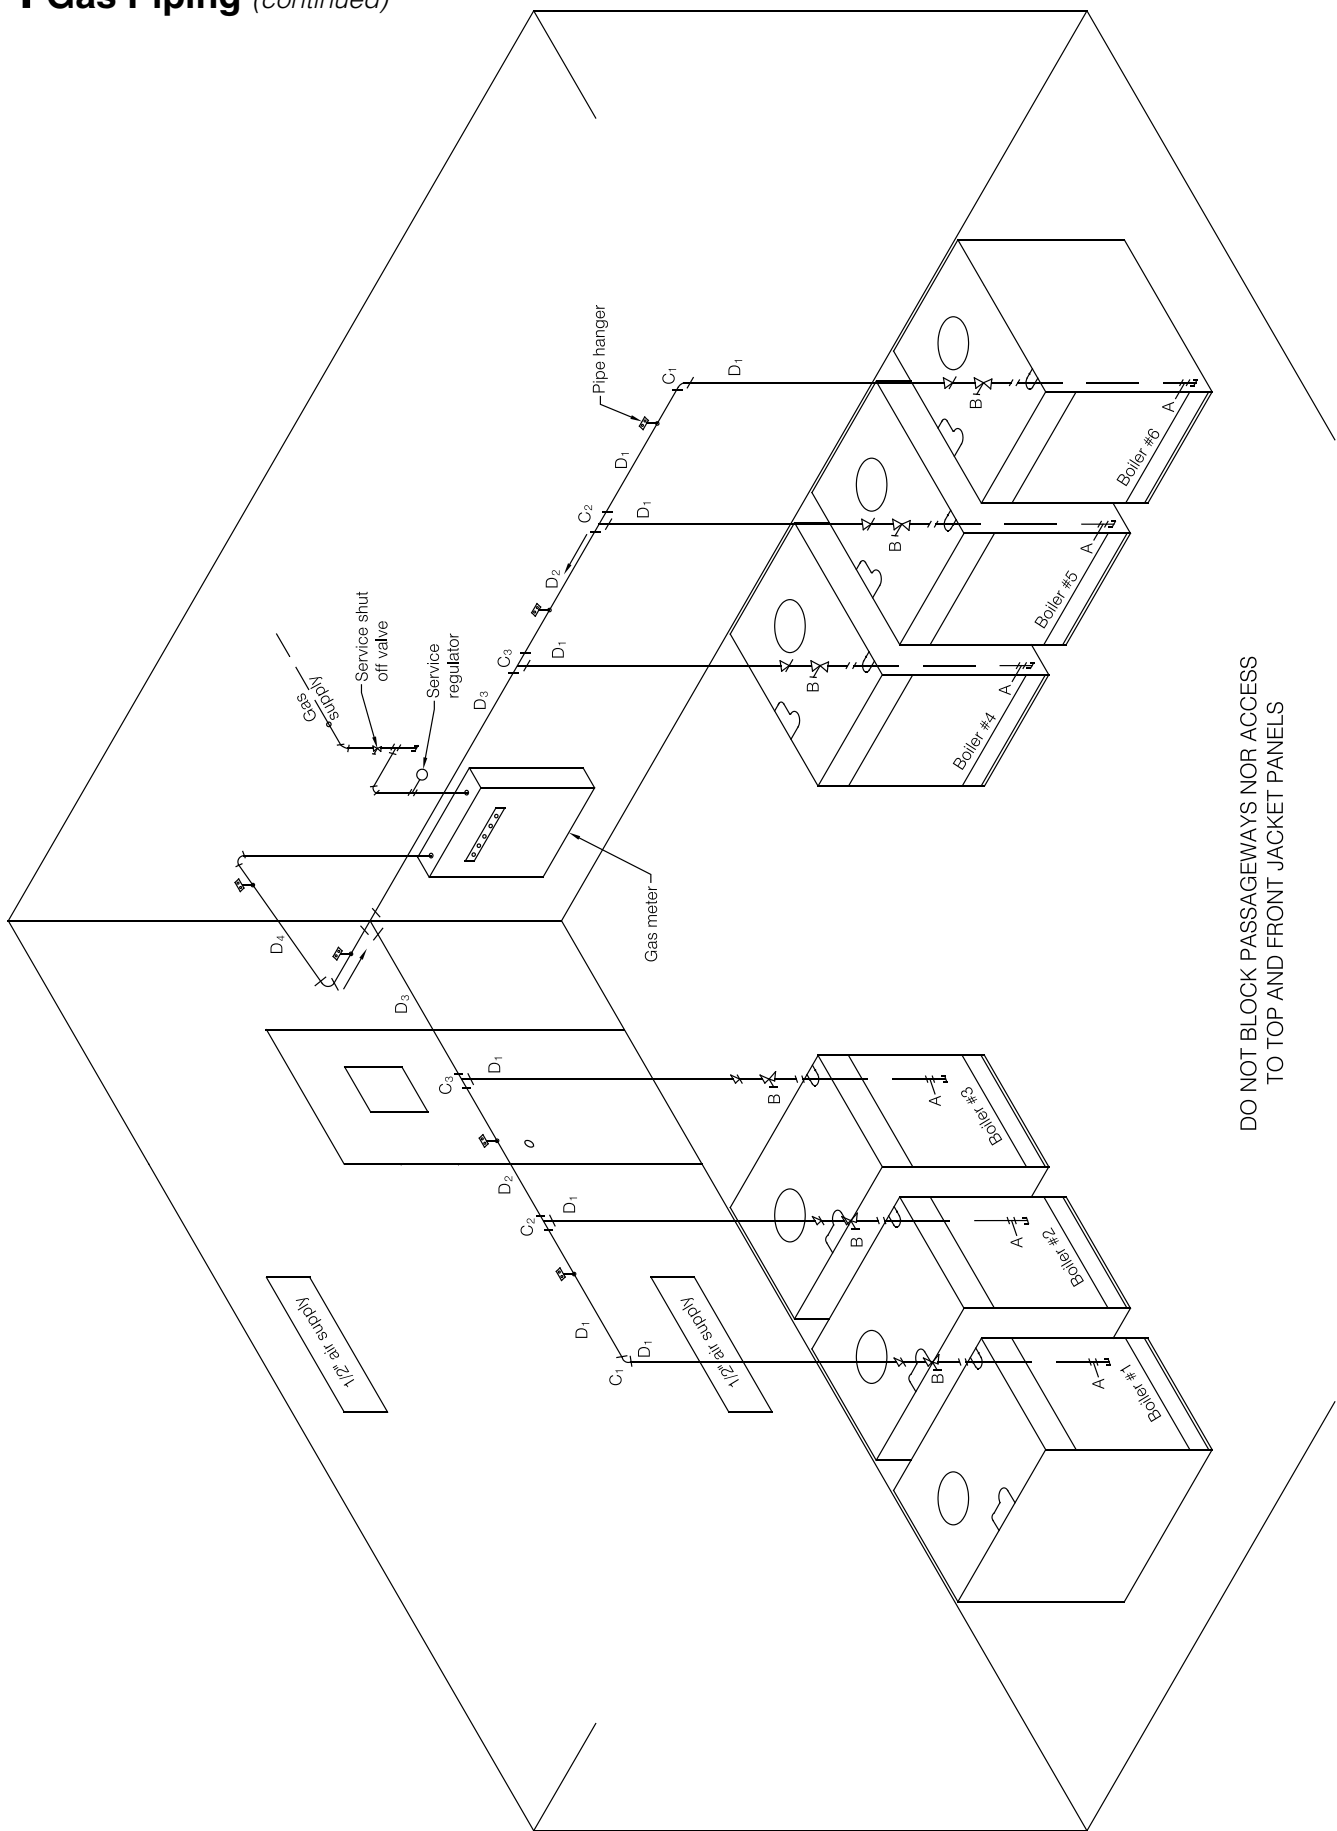 Gas Piping (continued)
Gas
supply
Service shut
off valve
Service
regulator
Pipe hanger
Gas meter
D4
D3
C3
D1
D2
C2
D1
D1
C1
D1
D3
C3
D1
D2
C2
D1
D1
C1
D1
1/2" air supply
1/2" air supply
B
A
Boiler #1
B
A
Boiler #2
B
A
Boiler #3
B
A
Boiler #4
B
A
Boiler #5
B
A
Boiler #6
DO NOT BLOCK PASSAGEWAYS NOR ACCESS
TO TOP AND FRONT JACKET PANELS